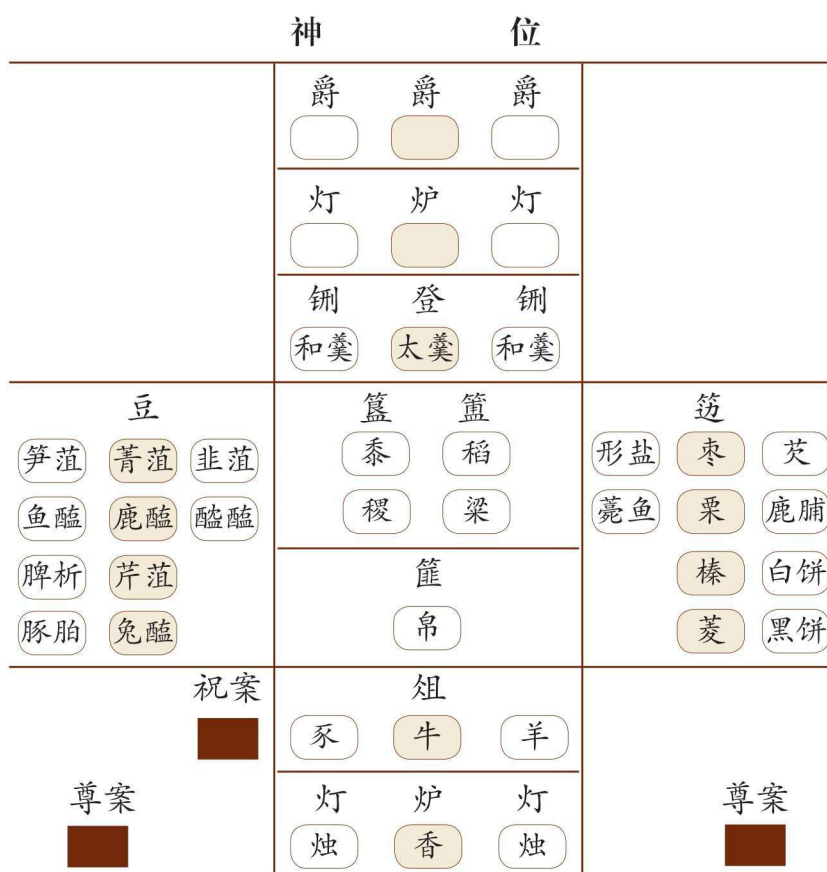 神 位
爵 爵 爵
灯 炉 灯
铏 登 铏
和羹 太羹 和羹
豆
笋菹 菁菹 韭菹
鱼醢 鹿醢 醓醢
脾析 芹菹
豚胎 兔醢
簋 簠
黍 稻
稷 梁
篚
帛
笾
形盐 枣 芡
薨鱼 栗 鹿脯
榛 白饼
菱 黑饼
祝案
俎
豕 牛 羊
尊案
灯 炉 灯
烛 香 烛
尊案